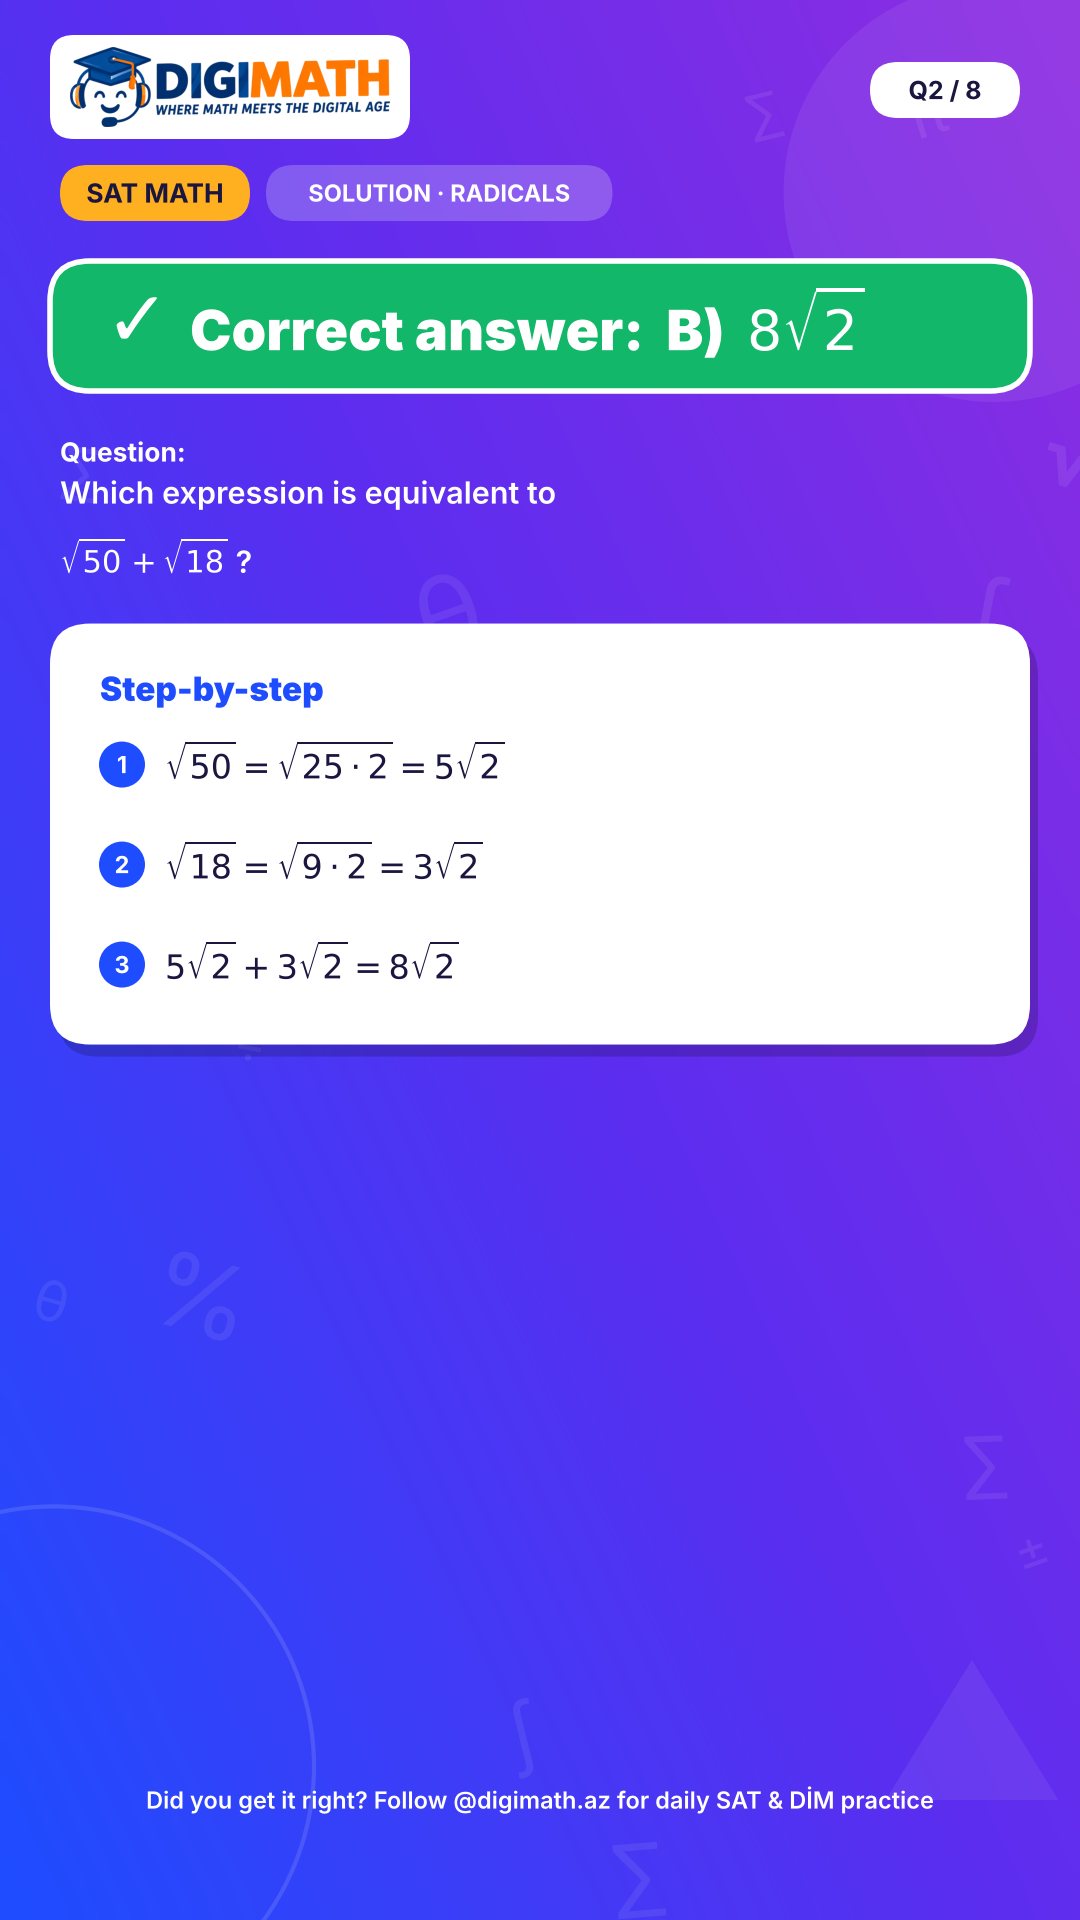 DIGIMATH
WHERE MATH MEETS THE DIGITAL AGE
Q2 / 8
SAT MATH
SOLUTION · RADICALS
✓ Correct answer: B) 8√2
Question:
Which expression is equivalent to
√50 + √18 ?
Step-by-step
1 √50 = √25 · 2 = 5√2
2 √18 = √9 · 2 = 3√2
3 5√2 + 3√2 = 8√2
Did you get it right? Follow @digimath.az for daily SAT & DİM practice